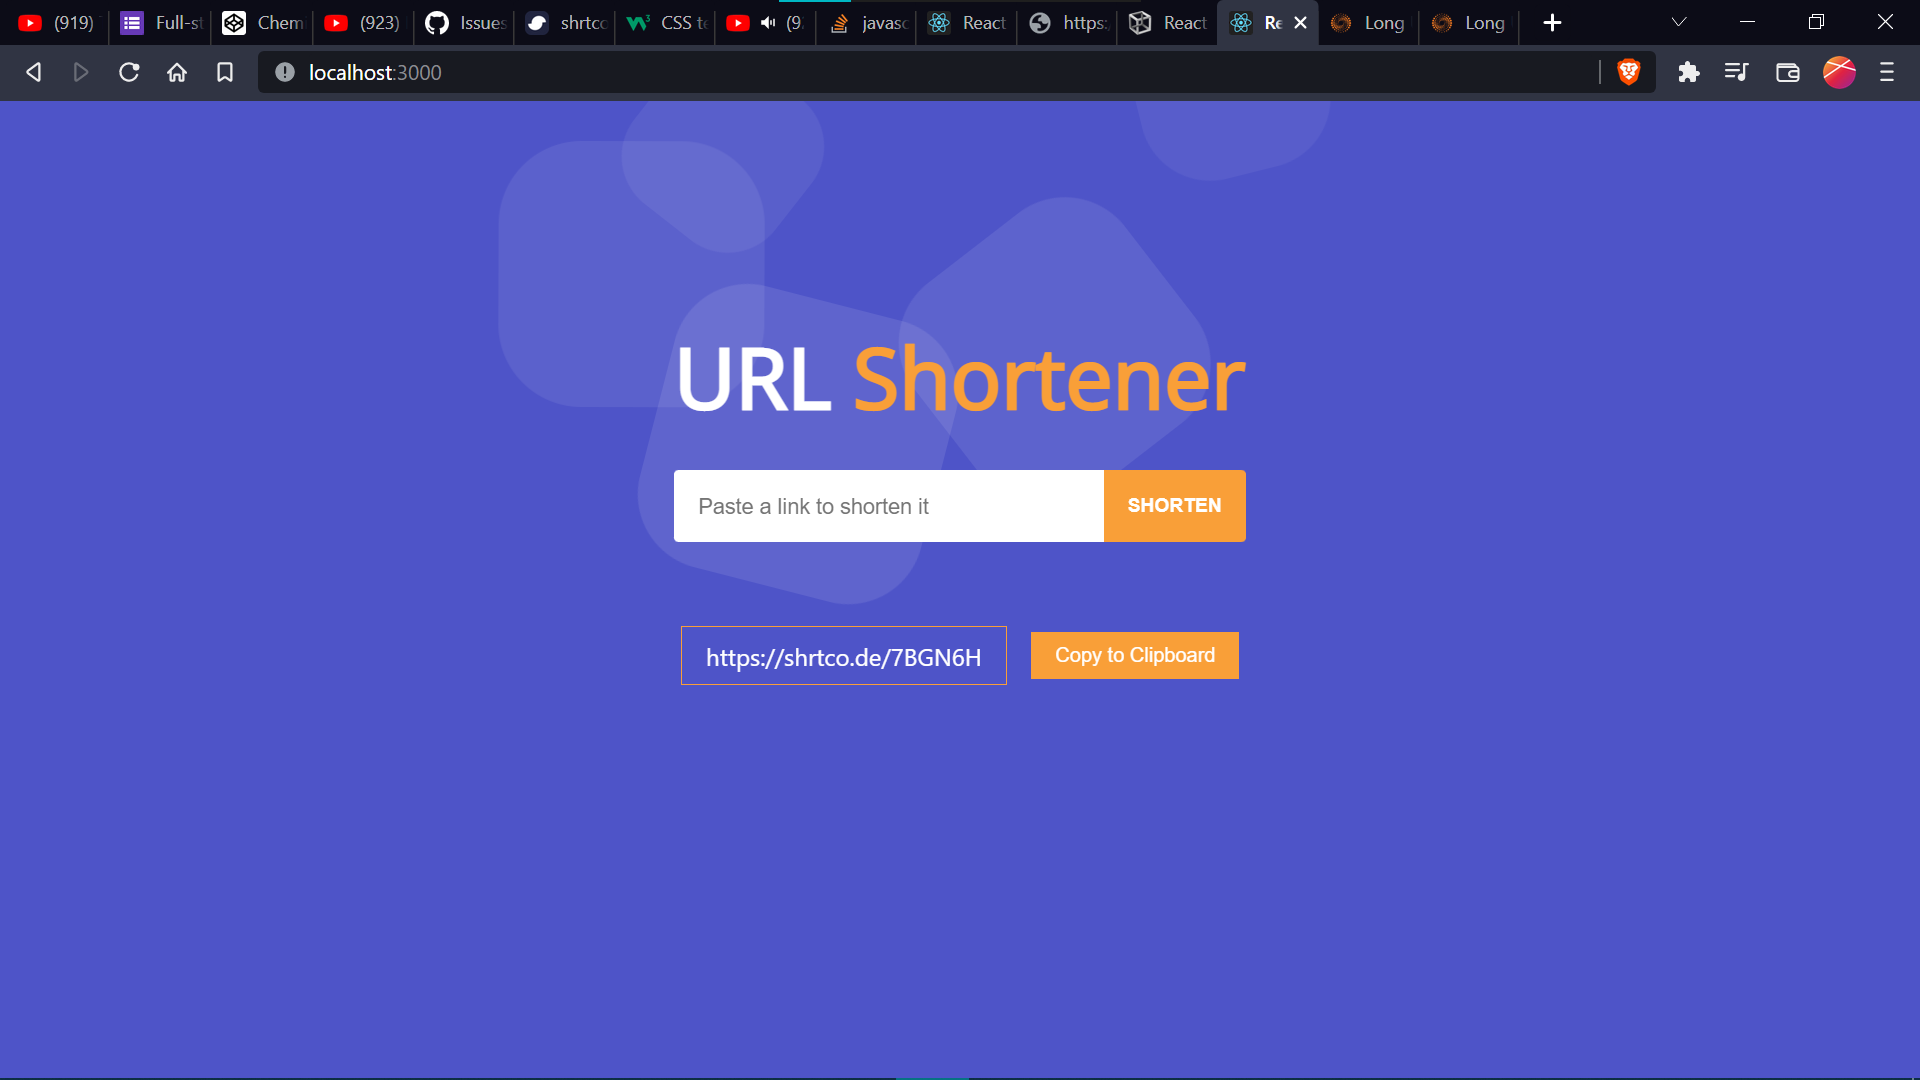 (919)
Full-st
Chem
(923)
Issues
shrtco
CSS te
(9
javasc
React
https:
React
Re
Long
Long
localhost:3000
URL Shortener
Paste a link to shorten it
SHORTEN
https://shrtco.de/7BGN6H
Copy to Clipboard